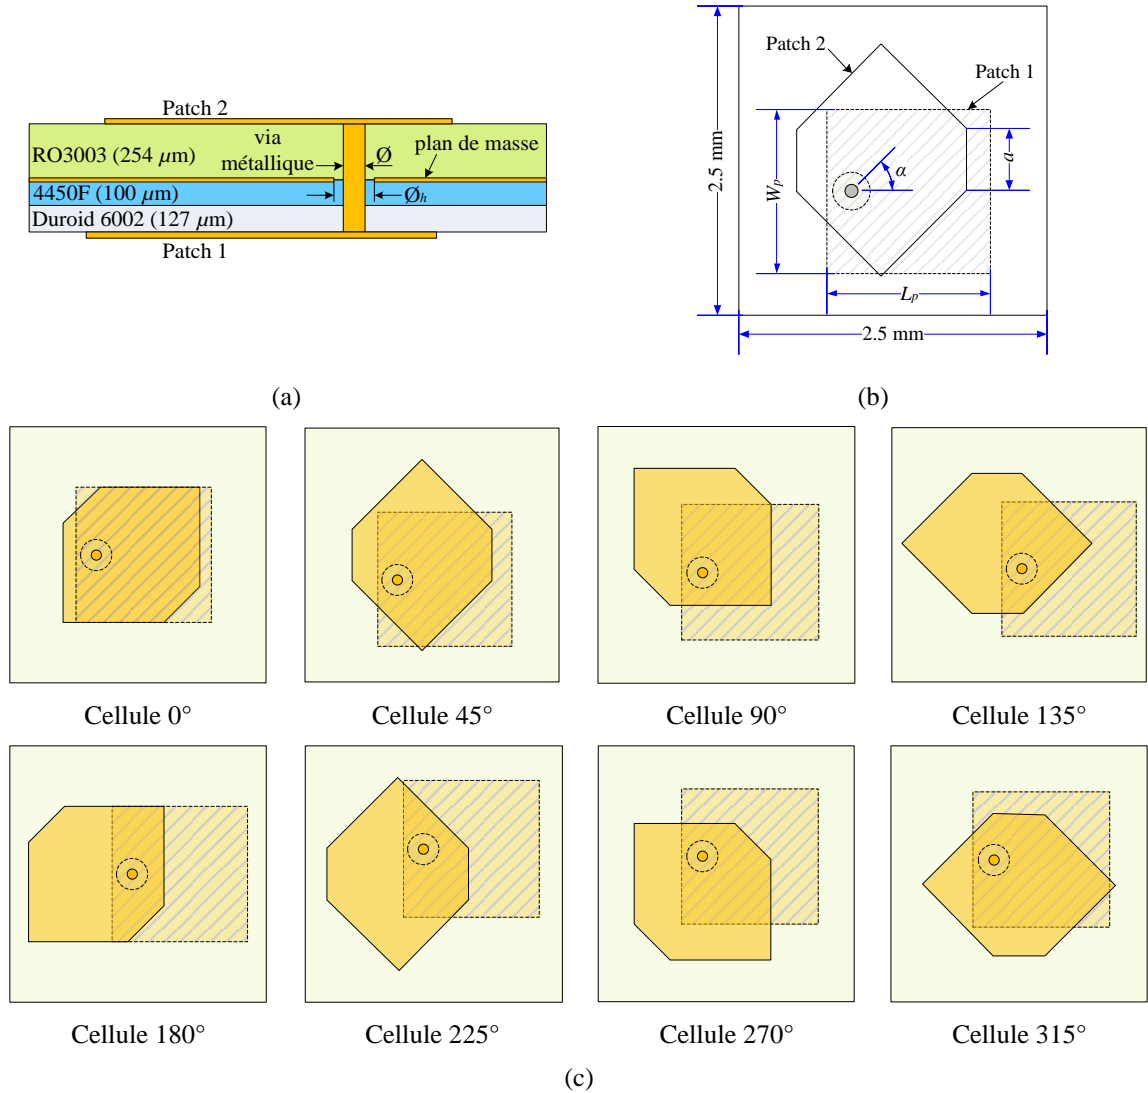 Patch 2
via
métallique
Ø
plan de masse
RO3003 (254 µm)
4450F (100 µm)
Øh
Duroid 6002 (127 µm)
Patch 1
(a)
Patch 2
Patch 1
2.5 mm
Wp
α
a
Lp
2.5 mm
(b)
Cellule 0°
Cellule 45°
Cellule 90°
Cellule 135°
Cellule 180°
Cellule 225°
Cellule 270°
Cellule 315°
(c)